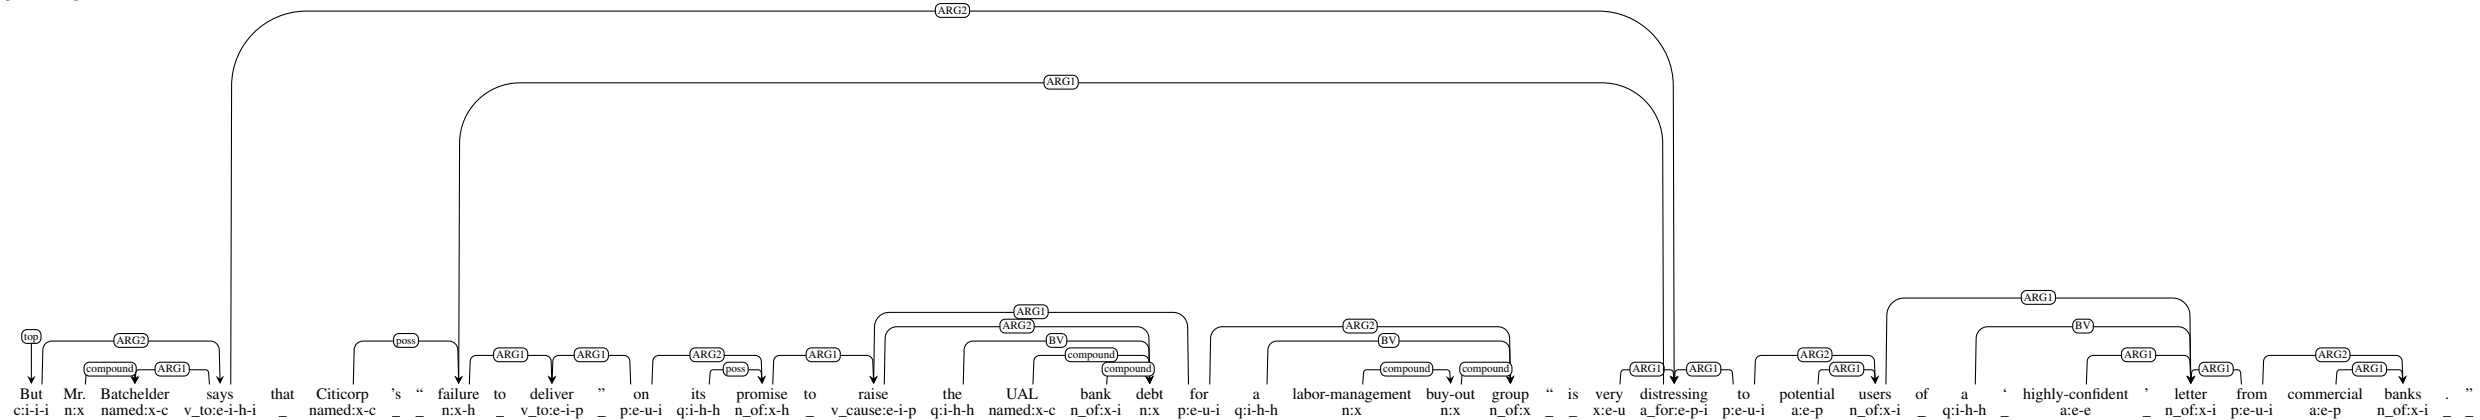 ARG2
ARG1
ARG1 ARG1
top ARG2 poss ARG2 ARG2 BV
ARG1 ARG1 ARG2 ARG1 BV compound BV ARG2 ARG1 ARG2
compound ARG1 poss compound compound compound ARG1 ARG1 ARG1 ARG1 ARG1
But Mr. Batchelder says that Citicorp 's “ failure to deliver ” on its promise to raise the UAL bank debt for a labor-management buy-out group “ is very distressing to potential users of a ‘ highly-confident ’ letter from commercial banks . ”
c:i-i-i n:x named:x-c v_to:e-i-h-i _ named:x-c _ _ n:x-h _ v_to:e-i-p _ p:e-u-i q:i-h-h n_of:x-h _ v_cause:e-i-p q:i-h-h named:x-c n_of:x-i n:x p:e-u-i q:i-h-h n:x n:x n_of:x _ _ x:e-u a_for:e-p-i p:e-u-i a:e-p n_of:x-i _ q:i-h-h _ a:e-e _ n_of:x-i p:e-u-i a:e-p n_of:x-i _ _